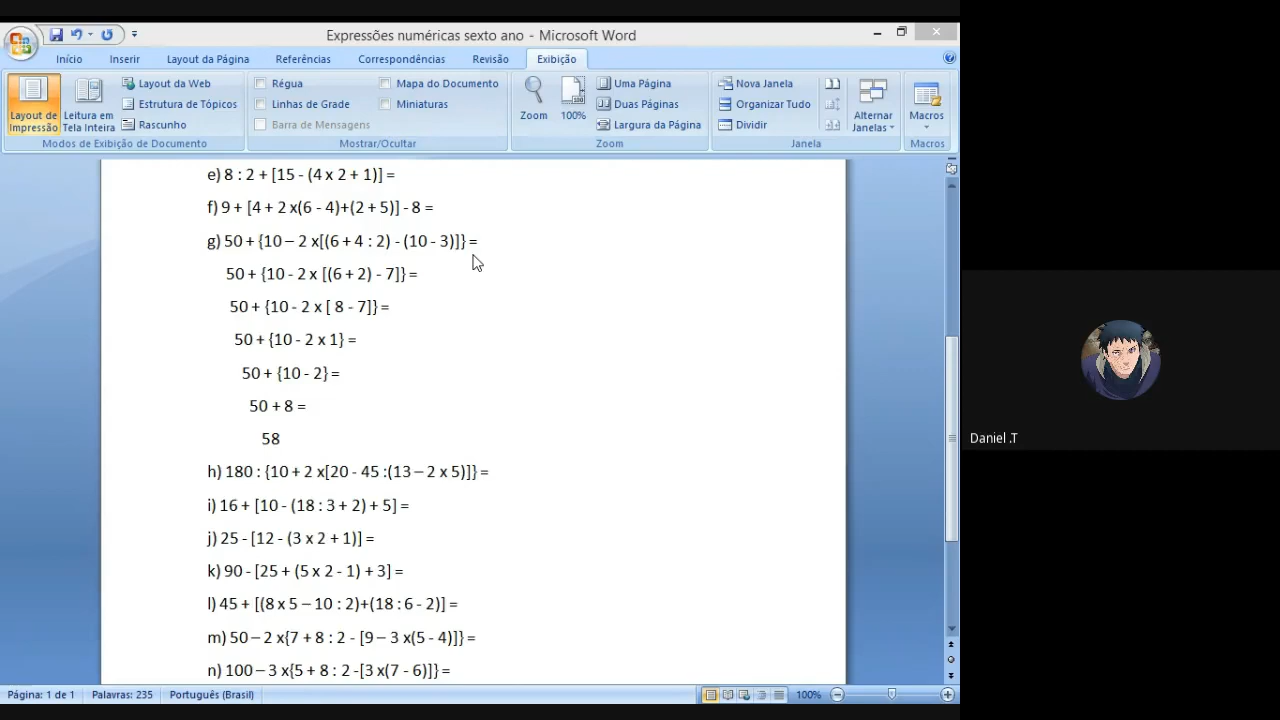 Expressões numéricas sexto ano - Microsoft Word
Início Inserir Layout da Página Referências Correspondências Revisão Exibição
Layout de Impressão
Leitura em Tela Inteira
Layout da Web
Estrutura de Tópicos
Rascunho
Modos de Exibição de Documento
Régua
Linhas de Grade
Barra de Mensagens
Mapa do Documento
Miniaturas
Mostrar/Ocultar
Zoom
100%
Uma Página
Duas Páginas
Largura da Página
Zoom
Nova Janela
Organizar Tudo
Dividir
Alternar Janelas
Janela
Macros
Macros
e) 8 : 2 + [15 - (4 x 2 + 1)] =
f) 9 + [4 + 2 x(6 - 4)+(2 + 5)] - 8 =
g) 50 + {10 – 2 x[(6 + 4 : 2) - (10 - 3)]} =
50 + {10 - 2 x [(6 + 2) - 7]} =
50 + {10 - 2 x [ 8 - 7]} =
50 + {10 - 2 x 1} =
50 + {10 - 2} =
50 + 8 =
58
h) 180 : {10 + 2 x[20 - 45 :(13 – 2 x 5)]} =
i) 16 + [10 - (18 : 3 + 2) + 5] =
j) 25 - [12 - (3 x 2 + 1)] =
k) 90 - [25 + (5 x 2 - 1) + 3] =
l) 45 + [(8 x 5 – 10 : 2)+(18 : 6 - 2)] =
m) 50 – 2 x{7 + 8 : 2 - [9 – 3 x(5 - 4)]} =
n) 100 – 3 x{5 + 8 : 2 -[3 x(7 - 6)]} =
Daniel .T
Página: 1 de 1 Palavras: 235 Português (Brasil) 100%